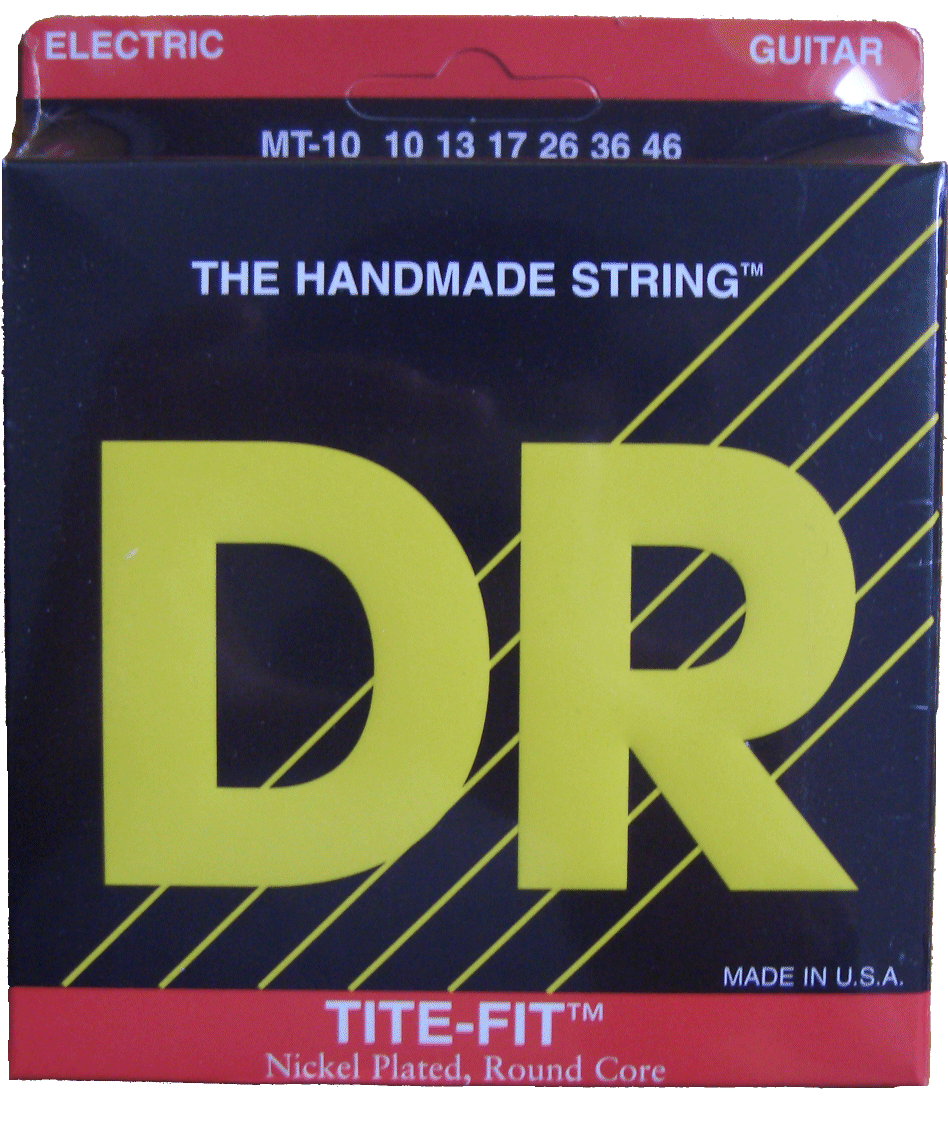 ELECTRIC GUITAR
MT-10 10 13 17 26 36 46
THE HANDMADE STRING™
DR
MADE IN U.S.A.
TITE-FIT™
Nickel Plated, Round Core